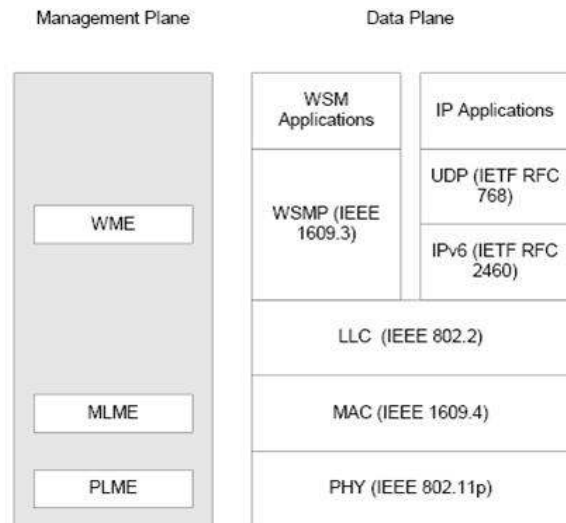 Management Plane
Data Plane
WSM
Applications
IP Applications
WME
WSMP (IEEE
1609.3)
UDP (IETF RFC
768)
IPv6 (IETF RFC
2460)
LLC (IEEE 802.2)
MLME
MAC (IEEE 1609.4)
PLME
PHY (IEEE 802.11p)